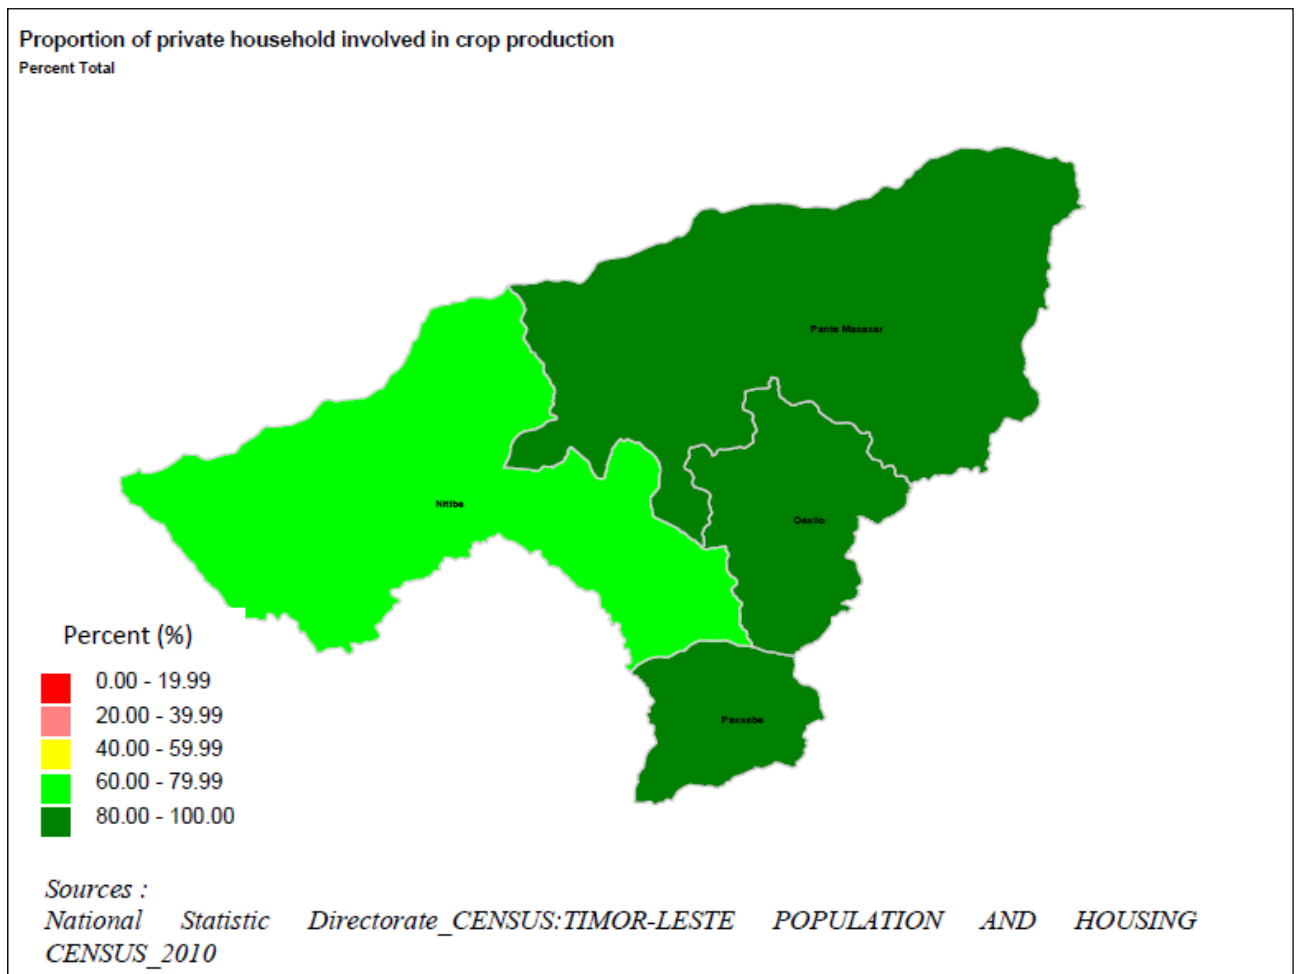 Proportion of private household involved in crop production
Percent Total
Pante Macasar
Nitibe
Oesilo
Passabe
Percent (%)
0.00 - 19.99
20.00 - 39.99
40.00 - 59.99
60.00 - 79.99
80.00 - 100.00
Sources :
National Statistic Directorate_CENSUS:TIMOR-LESTE POPULATION AND HOUSING
CENSUS_2010